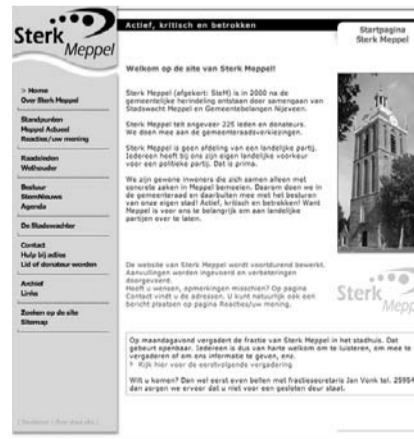 Sterk
Meppel
Actief, kritisch en betrokken
Startpagina
Sterk Meppel
> Home
Over Sterk Meppel
Standpunten
Meppel Actueel
Reacties/uw mening
Raadsleden
Wethouder
Bestuur
SterkNieuws
Agenda
De Stadswachter
Contact
Hulp bij adies
Lid of donateur worden
Archief
Links
Zoeken op de site
Sitemap
Welkom op de site van Sterk Meppel!
Sterk Meppel (afgekort: SteM) is in 2000 na de
gemeentelijke herindeling ontstaan door samengaan van
Stadswacht Meppel en Gemeentebelangen Nijeveen.
Sterk Meppel telt ongeveer 225 leden en donateurs.
We doen mee aan de gemeenteraadsverkiezingen.
Sterk Meppel is geen afdeling van een landelijke partij.
Iedereen heeft bij ons zijn eigen landelijke voorkeur
voor een politieke partij. Dat is prima.
We zijn gewone inwoners die zich samen alleen met
concrete zaken in Meppel bemoeien. Daarom doen we in
de gemeenteraad en daarbuiten mee met het besturen
van onze eigen stad! Actief, kritisch en betrokken! Want
Meppel is voor ons te belangrijk om aan landelijke
partijen over te laten.
De website van Sterk Meppel wordt voortdurend bewerkt.
Aanvullingen worden ingevoerd en verbeteringen
doorgevoerd.
Heeft u wensen, opmerkingen misschien? Op pagina
Contact vindt u de adressen. U kunt natuurlijk ook een
bericht plaatsen op pagina Reacties/uw mening.
Sterk
Mepp
Op maandagavond vergadert de fractie van Sterk Meppel in het stadhuis. Dat
gebeurt openbaar. Iedereen is dus van harte welkom om te luisteren, om mee te
vergaderen of om ons informatie te geven, enz.
> Kijk hier voor de eerstvolgende vergadering
Wilt u komen? Dan wel eerst even bellen met fractiesecretaris Jan Vonk tel. 25954
dan zorgen we ervoor dat u niet voor een gesloten deur staat.